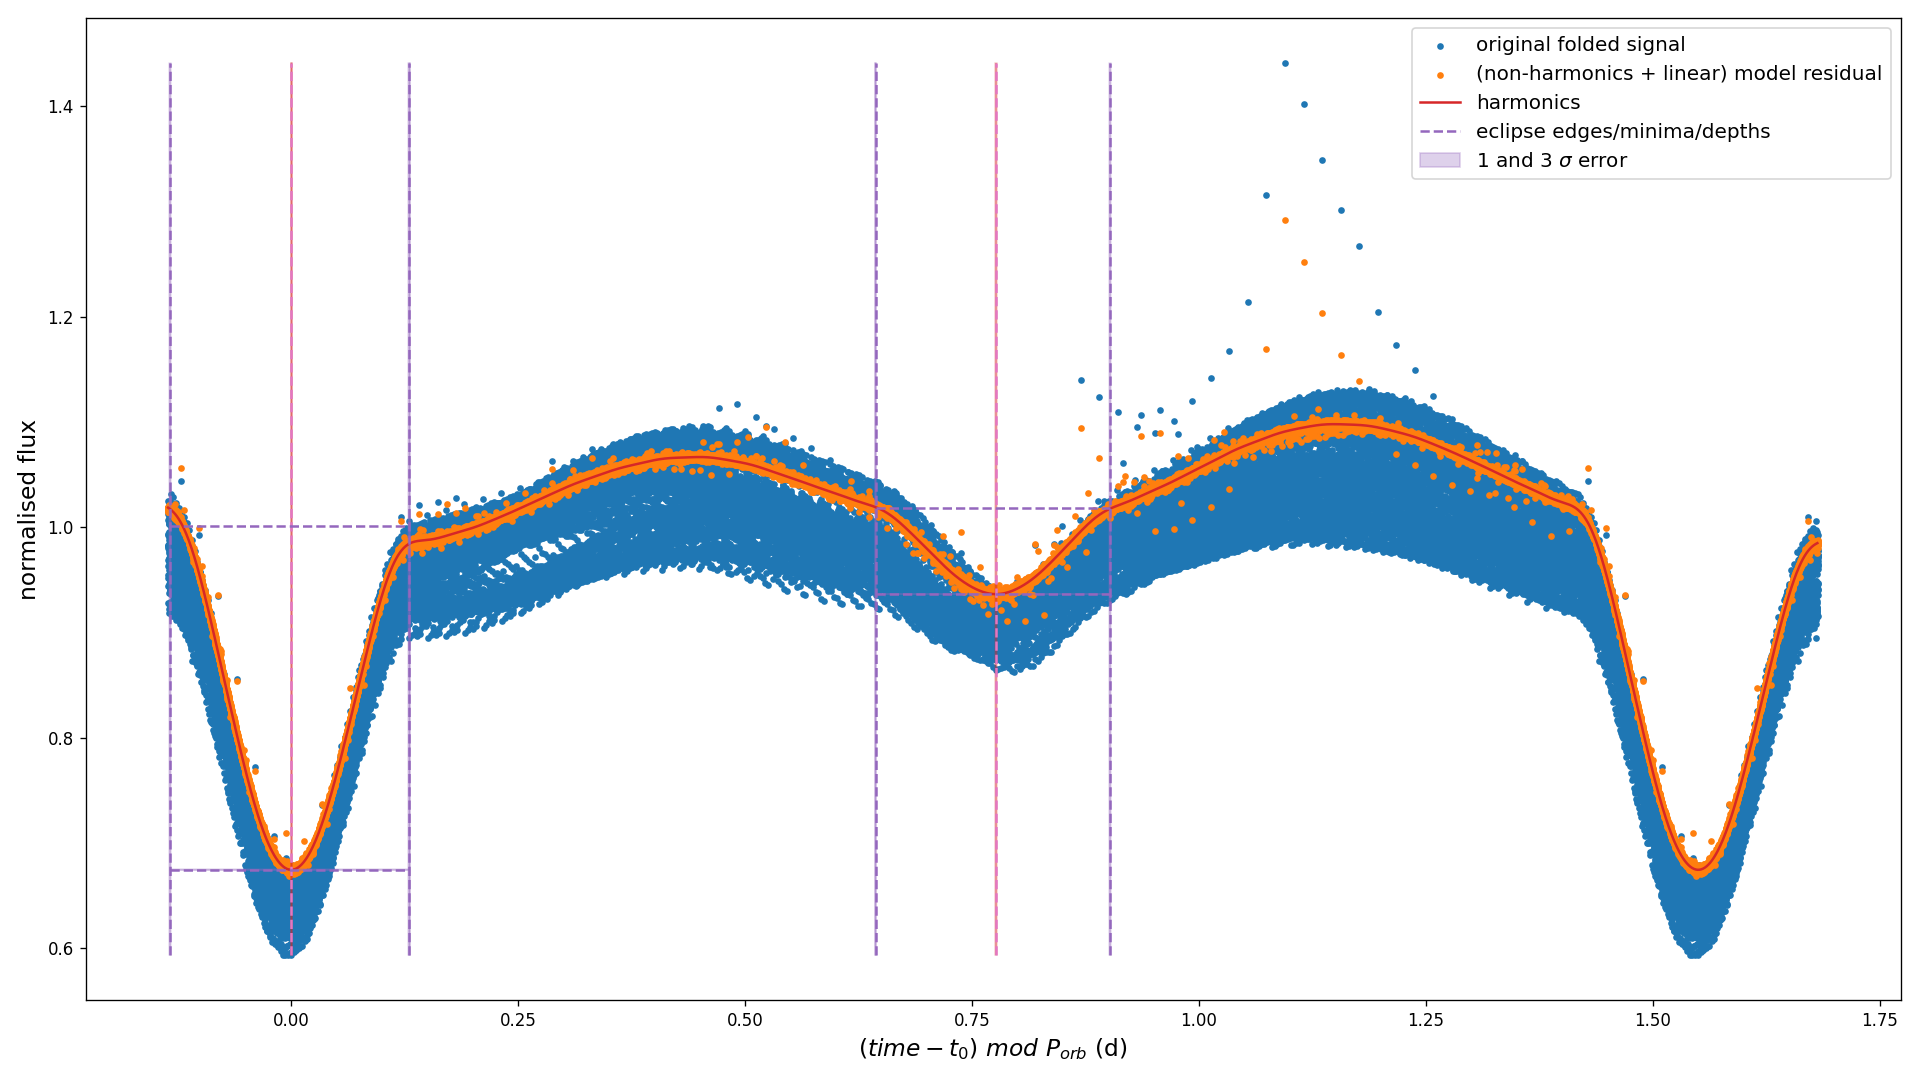 original folded signal
(non-harmonics + linear) model residual
harmonics
eclipse edges/minima/depths
1 and 3 σ error
normalised flux
1.4
1.2
1.0
0.8
0.6
0.00
0.25
0.50
0.75
1.00
1.25
1.50
1.75
(time − t₀) mod Pₒᵣb (d)